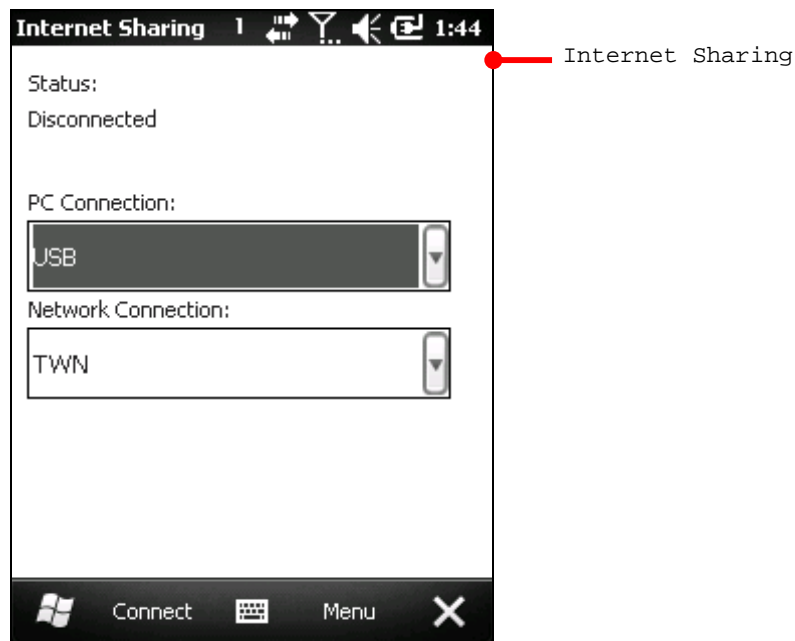 Internet Sharing 1 1:44
Internet Sharing
Status:
Disconnected
PC Connection:
USB
Network Connection:
TWN
Connect Menu